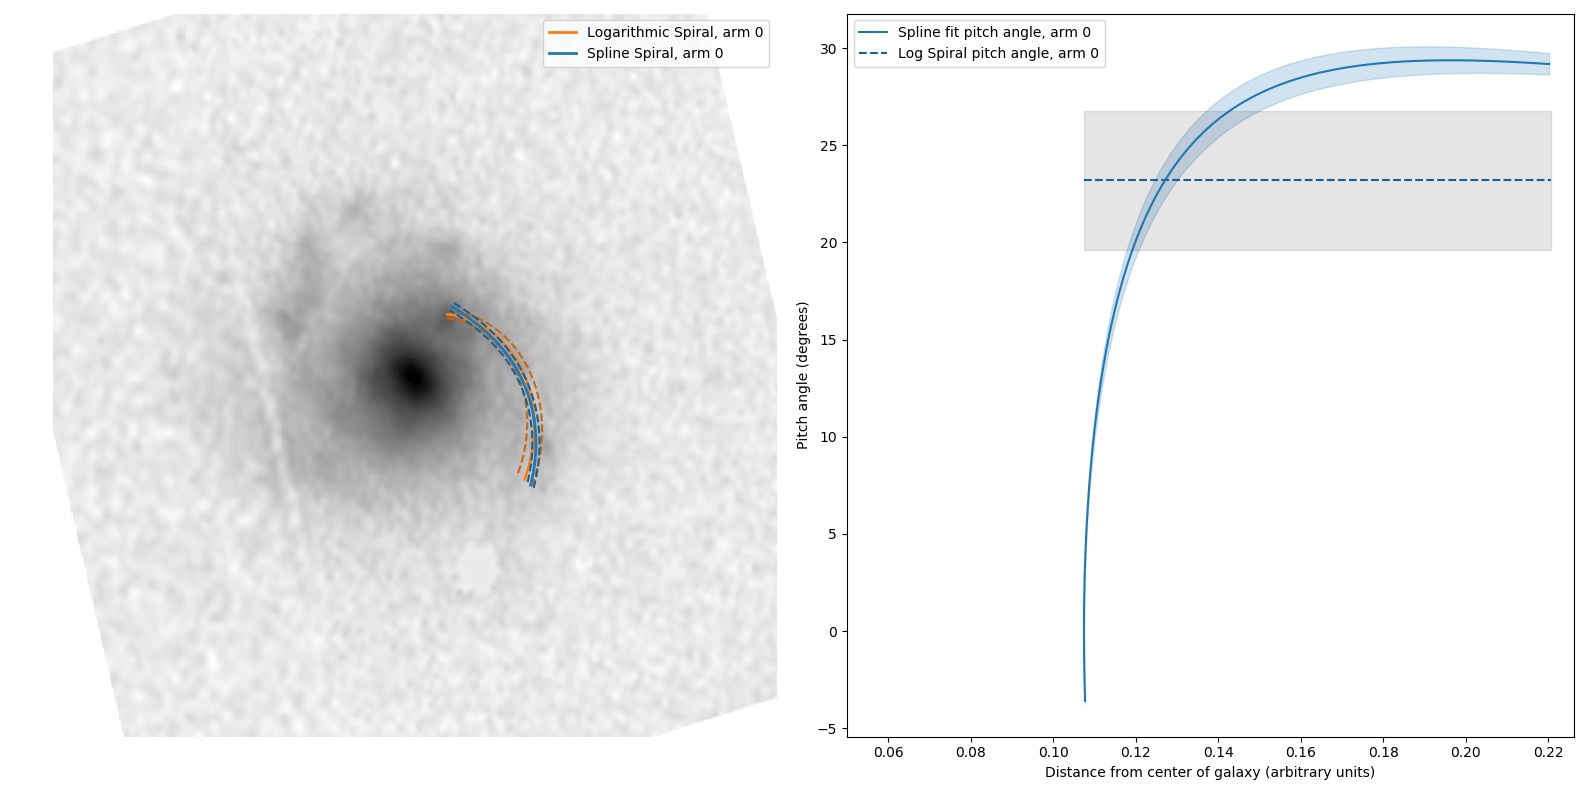 Logarithmic Spiral, arm 0
Spline Spiral, arm 0
Spline fit pitch angle, arm 0
Log Spiral pitch angle, arm 0
Pitch angle (degrees)
30
25
20
15
10
5
0
−5
0.06 0.08 0.10 0.12 0.14 0.16 0.18 0.20 0.22
Distance from center of galaxy (arbitrary units)